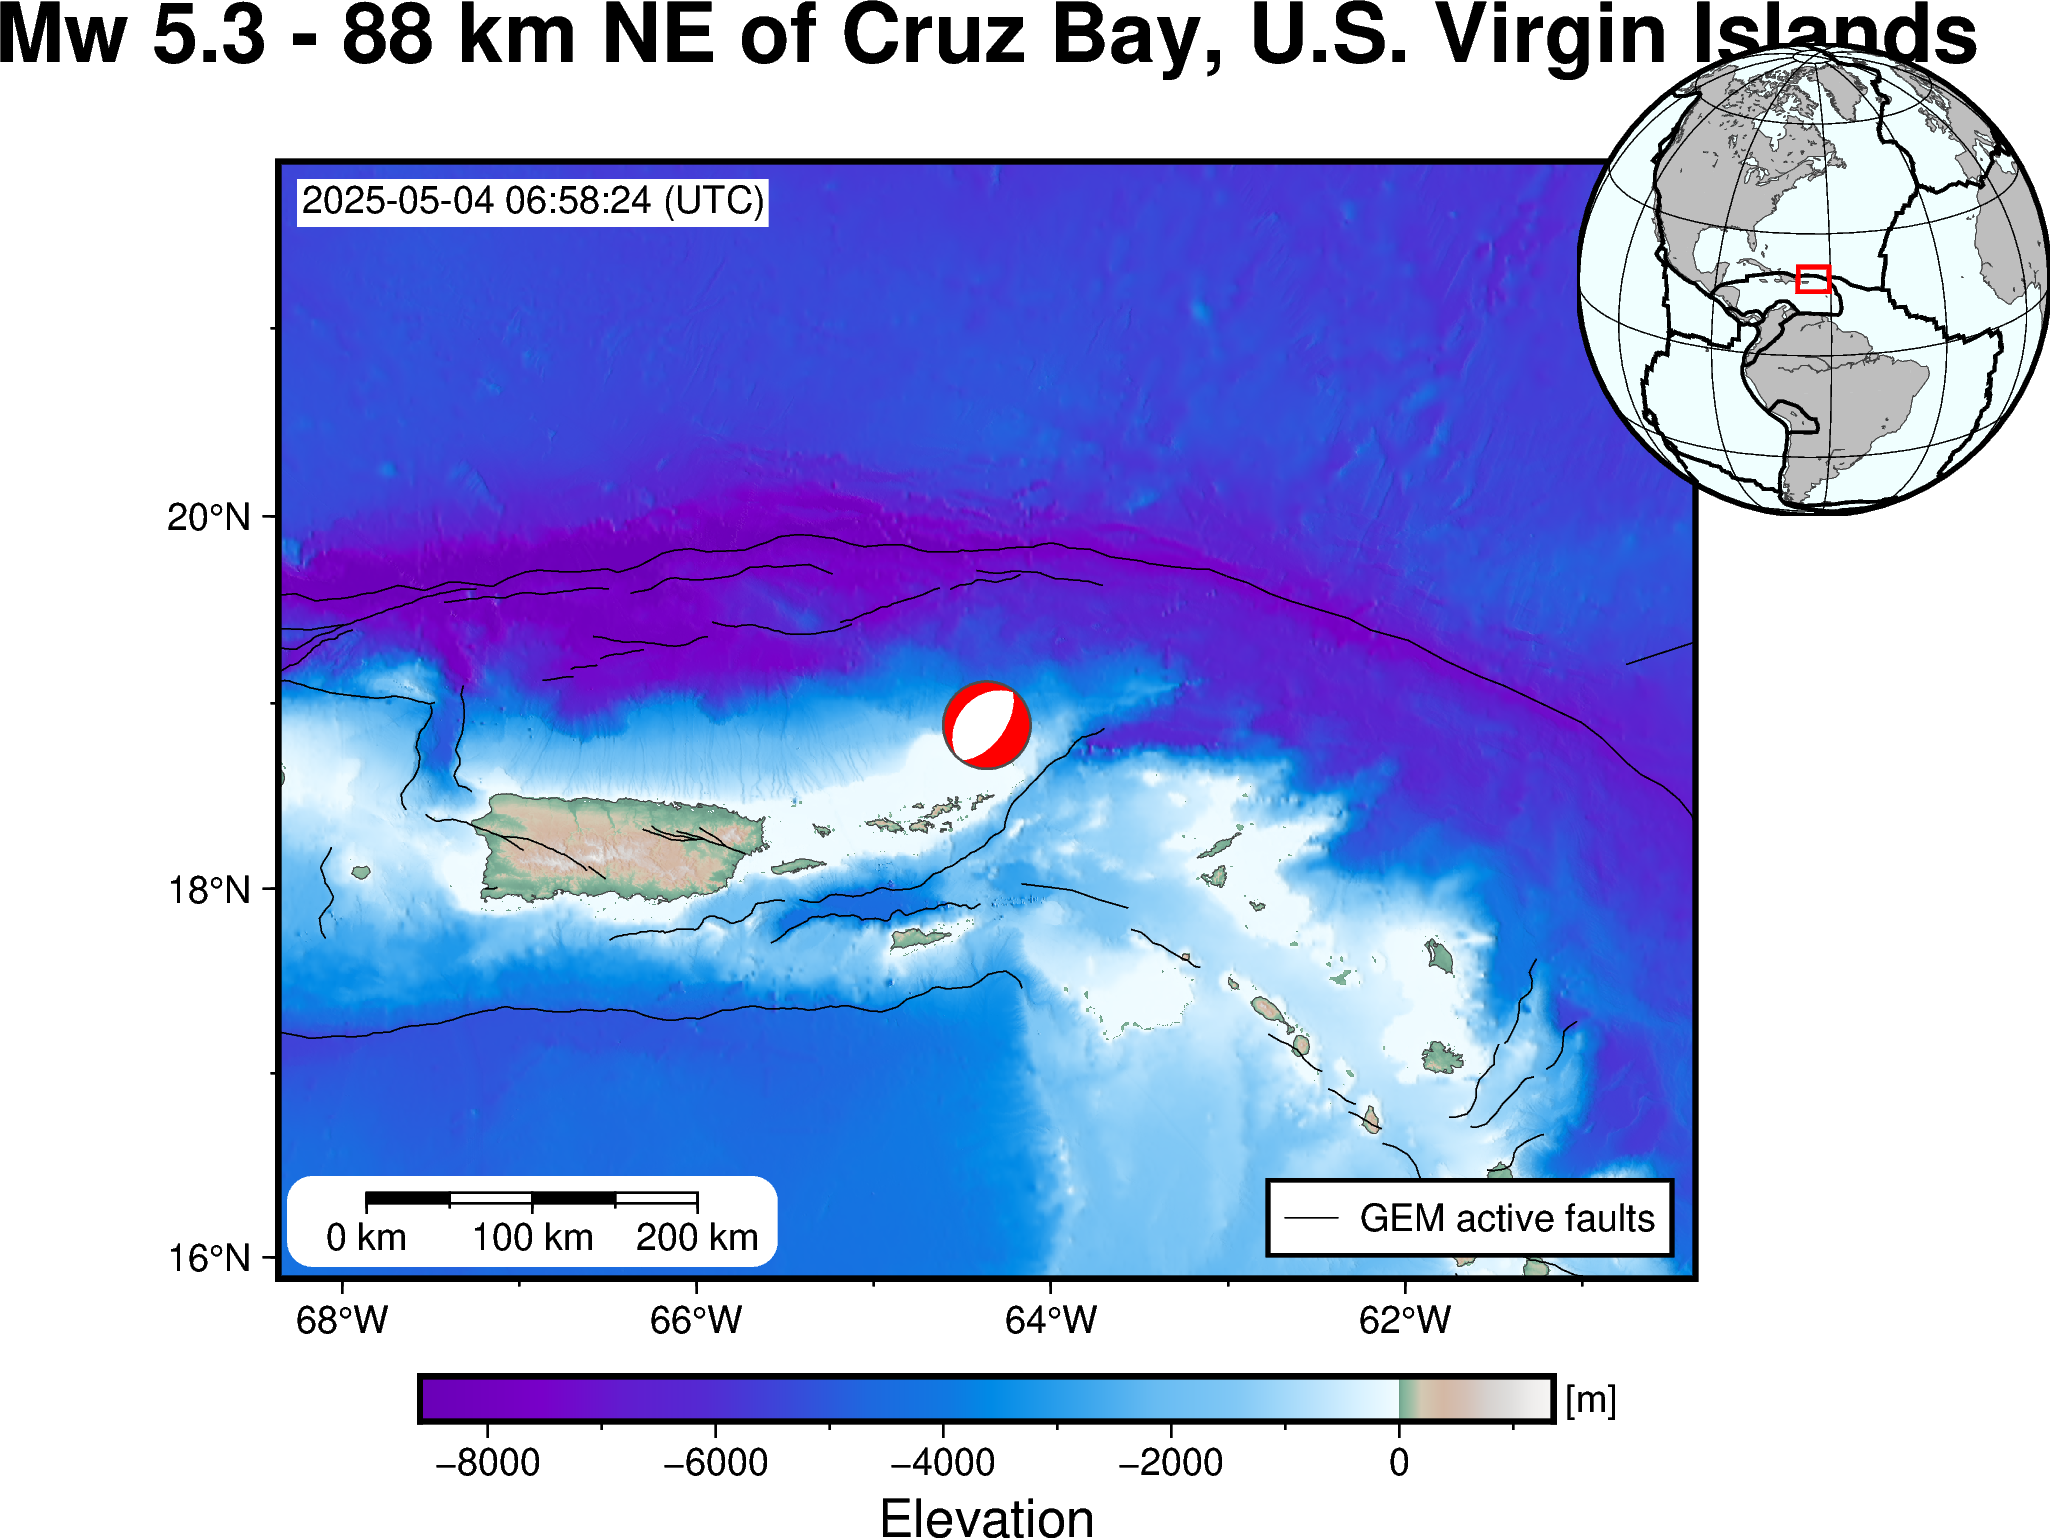 Mw 5.3 - 88 km NE of Cruz Bay, U.S. Virgin Islands
2025-05-04 06:58:24 (UTC)
20°N
18°N
16°N
0 km 100 km 200 km
GEM active faults
68°W 66°W 64°W 62°W
[m]
−8000 −6000 −4000 −2000 0
Elevation